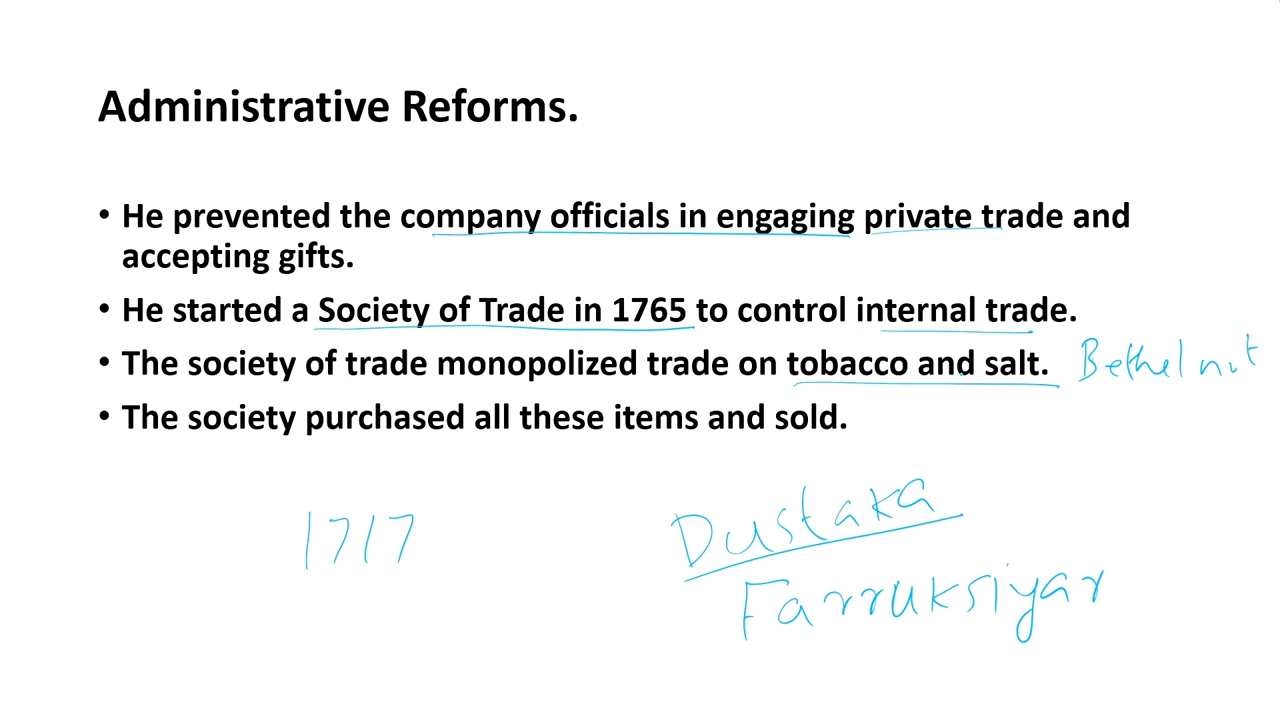 Administrative Reforms.
• He prevented the company officials in engaging private trade and
accepting gifts.
• He started a Society of Trade in 1765 to control internal trade.
• The society of trade monopolized trade on tobacco and salt. Bethel nut
• The society purchased all these items and sold.
1717
Dustaka
Farruksiyar